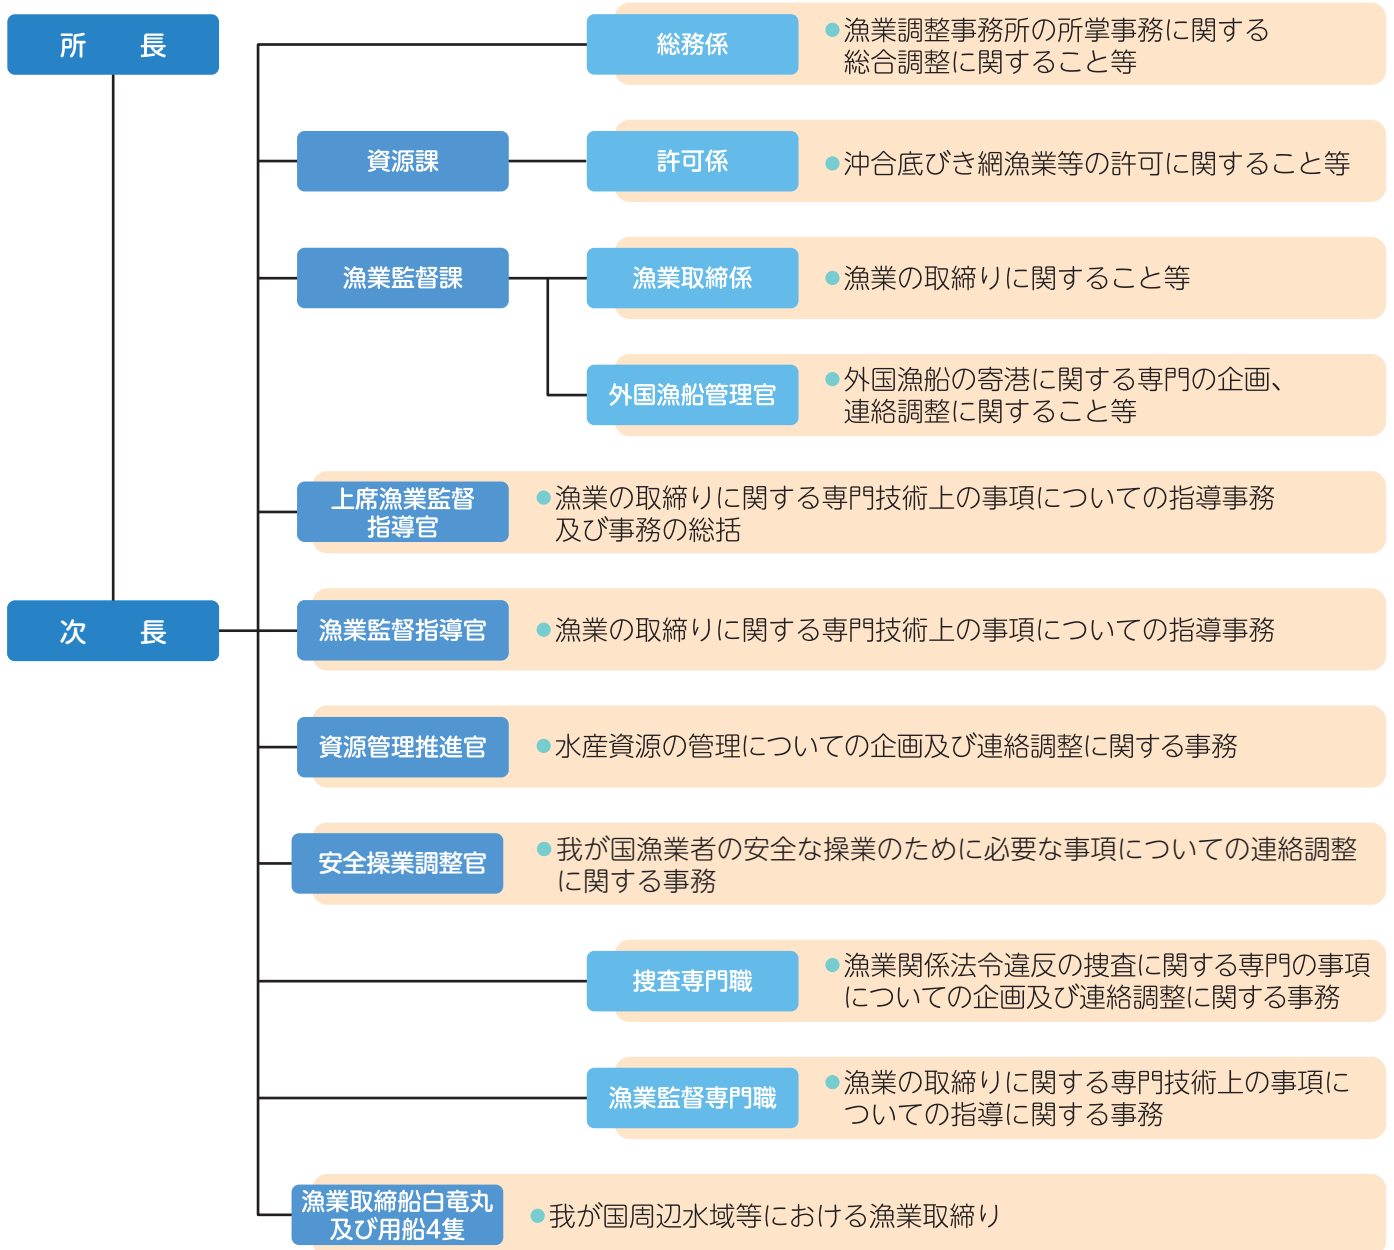 所　長
総務係
●漁業調整事務所の所掌事務に関する
総合調整に関すること等
資源課
許可係
●沖合底びき網漁業等の許可に関すること等
漁業監督課
漁業取締係
●漁業の取締りに関すること等
外国漁船管理官
●外国漁船の寄港に関する専門の企画、
連絡調整に関すること等
上席漁業監督
指導官
●漁業の取締りに関する専門技術上の事項についての指導事務
及び事務の総括
次　長
漁業監督指導官
●漁業の取締りに関する専門技術上の事項についての指導事務
資源管理推進官
●水産資源の管理についての企画及び連絡調整に関する事務
安全操業調整官
●我が国漁業者の安全な操業のために必要な事項についての連絡調整
に関する事務
捜査専門職
●漁業関係法令違反の捜査に関する専門の事項
についての企画及び連絡調整に関する事務
漁業監督専門職
●漁業の取締りに関する専門技術上の事項に
ついての指導に関する事務
漁業取締船白竜丸
及び用船4隻
●我が国周辺水域等における漁業取締り